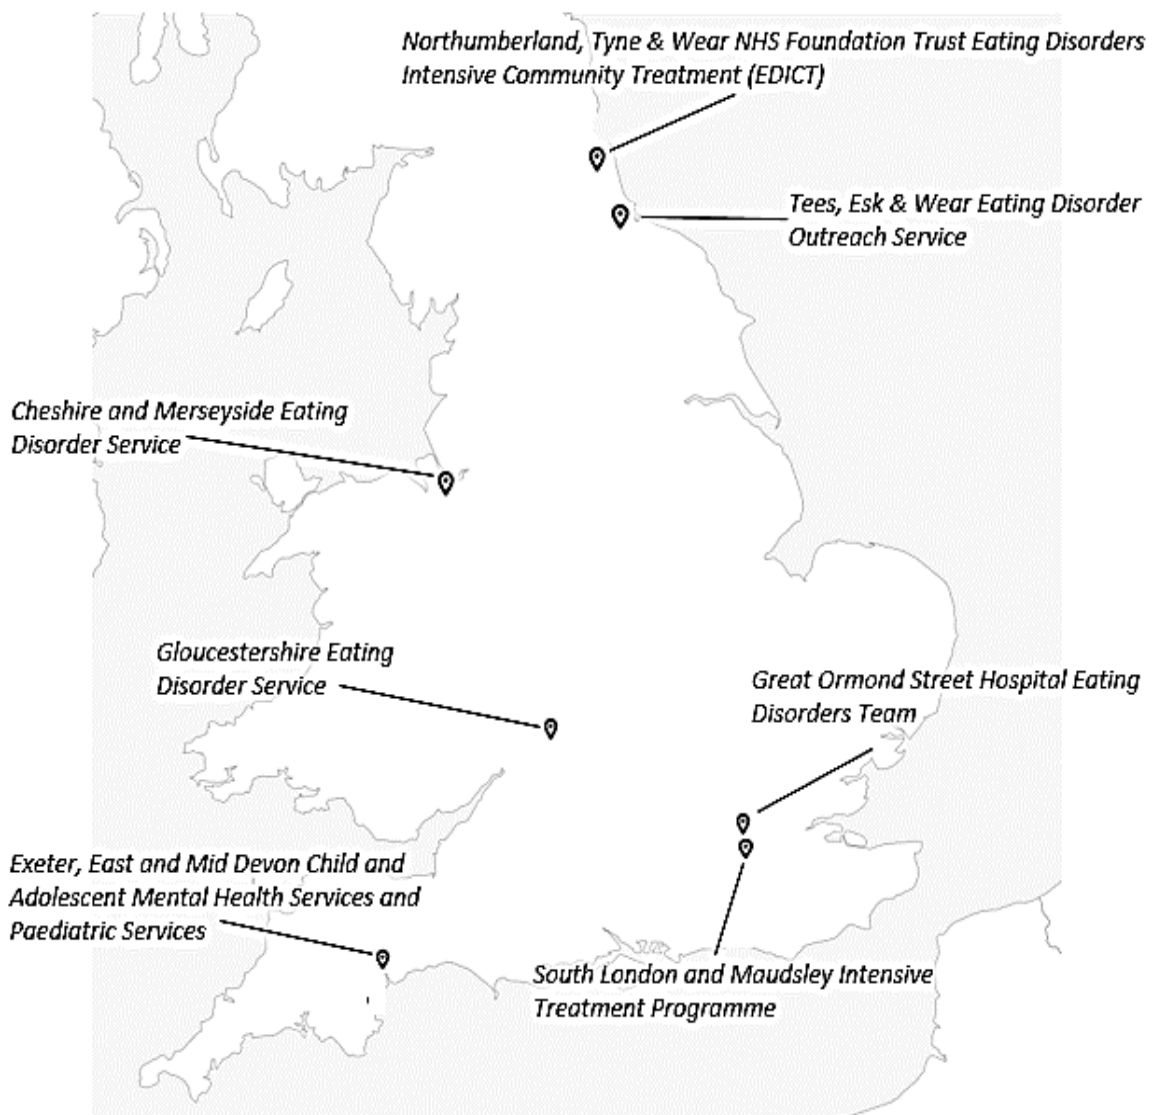 Northumberland, Tyne & Wear NHS Foundation Trust Eating Disorders
Intensive Community Treatment (EDICT)
Tees, Esk & Wear Eating Disorder
Outreach Service
Cheshire and Merseyside Eating
Disorder Service
Gloucestershire Eating
Disorder Service
Great Ormond Street Hospital Eating
Disorders Team
Exeter, East and Mid Devon Child and
Adolescent Mental Health Services and
Paediatric Services
South London and Maudsley Intensive
Treatment Programme